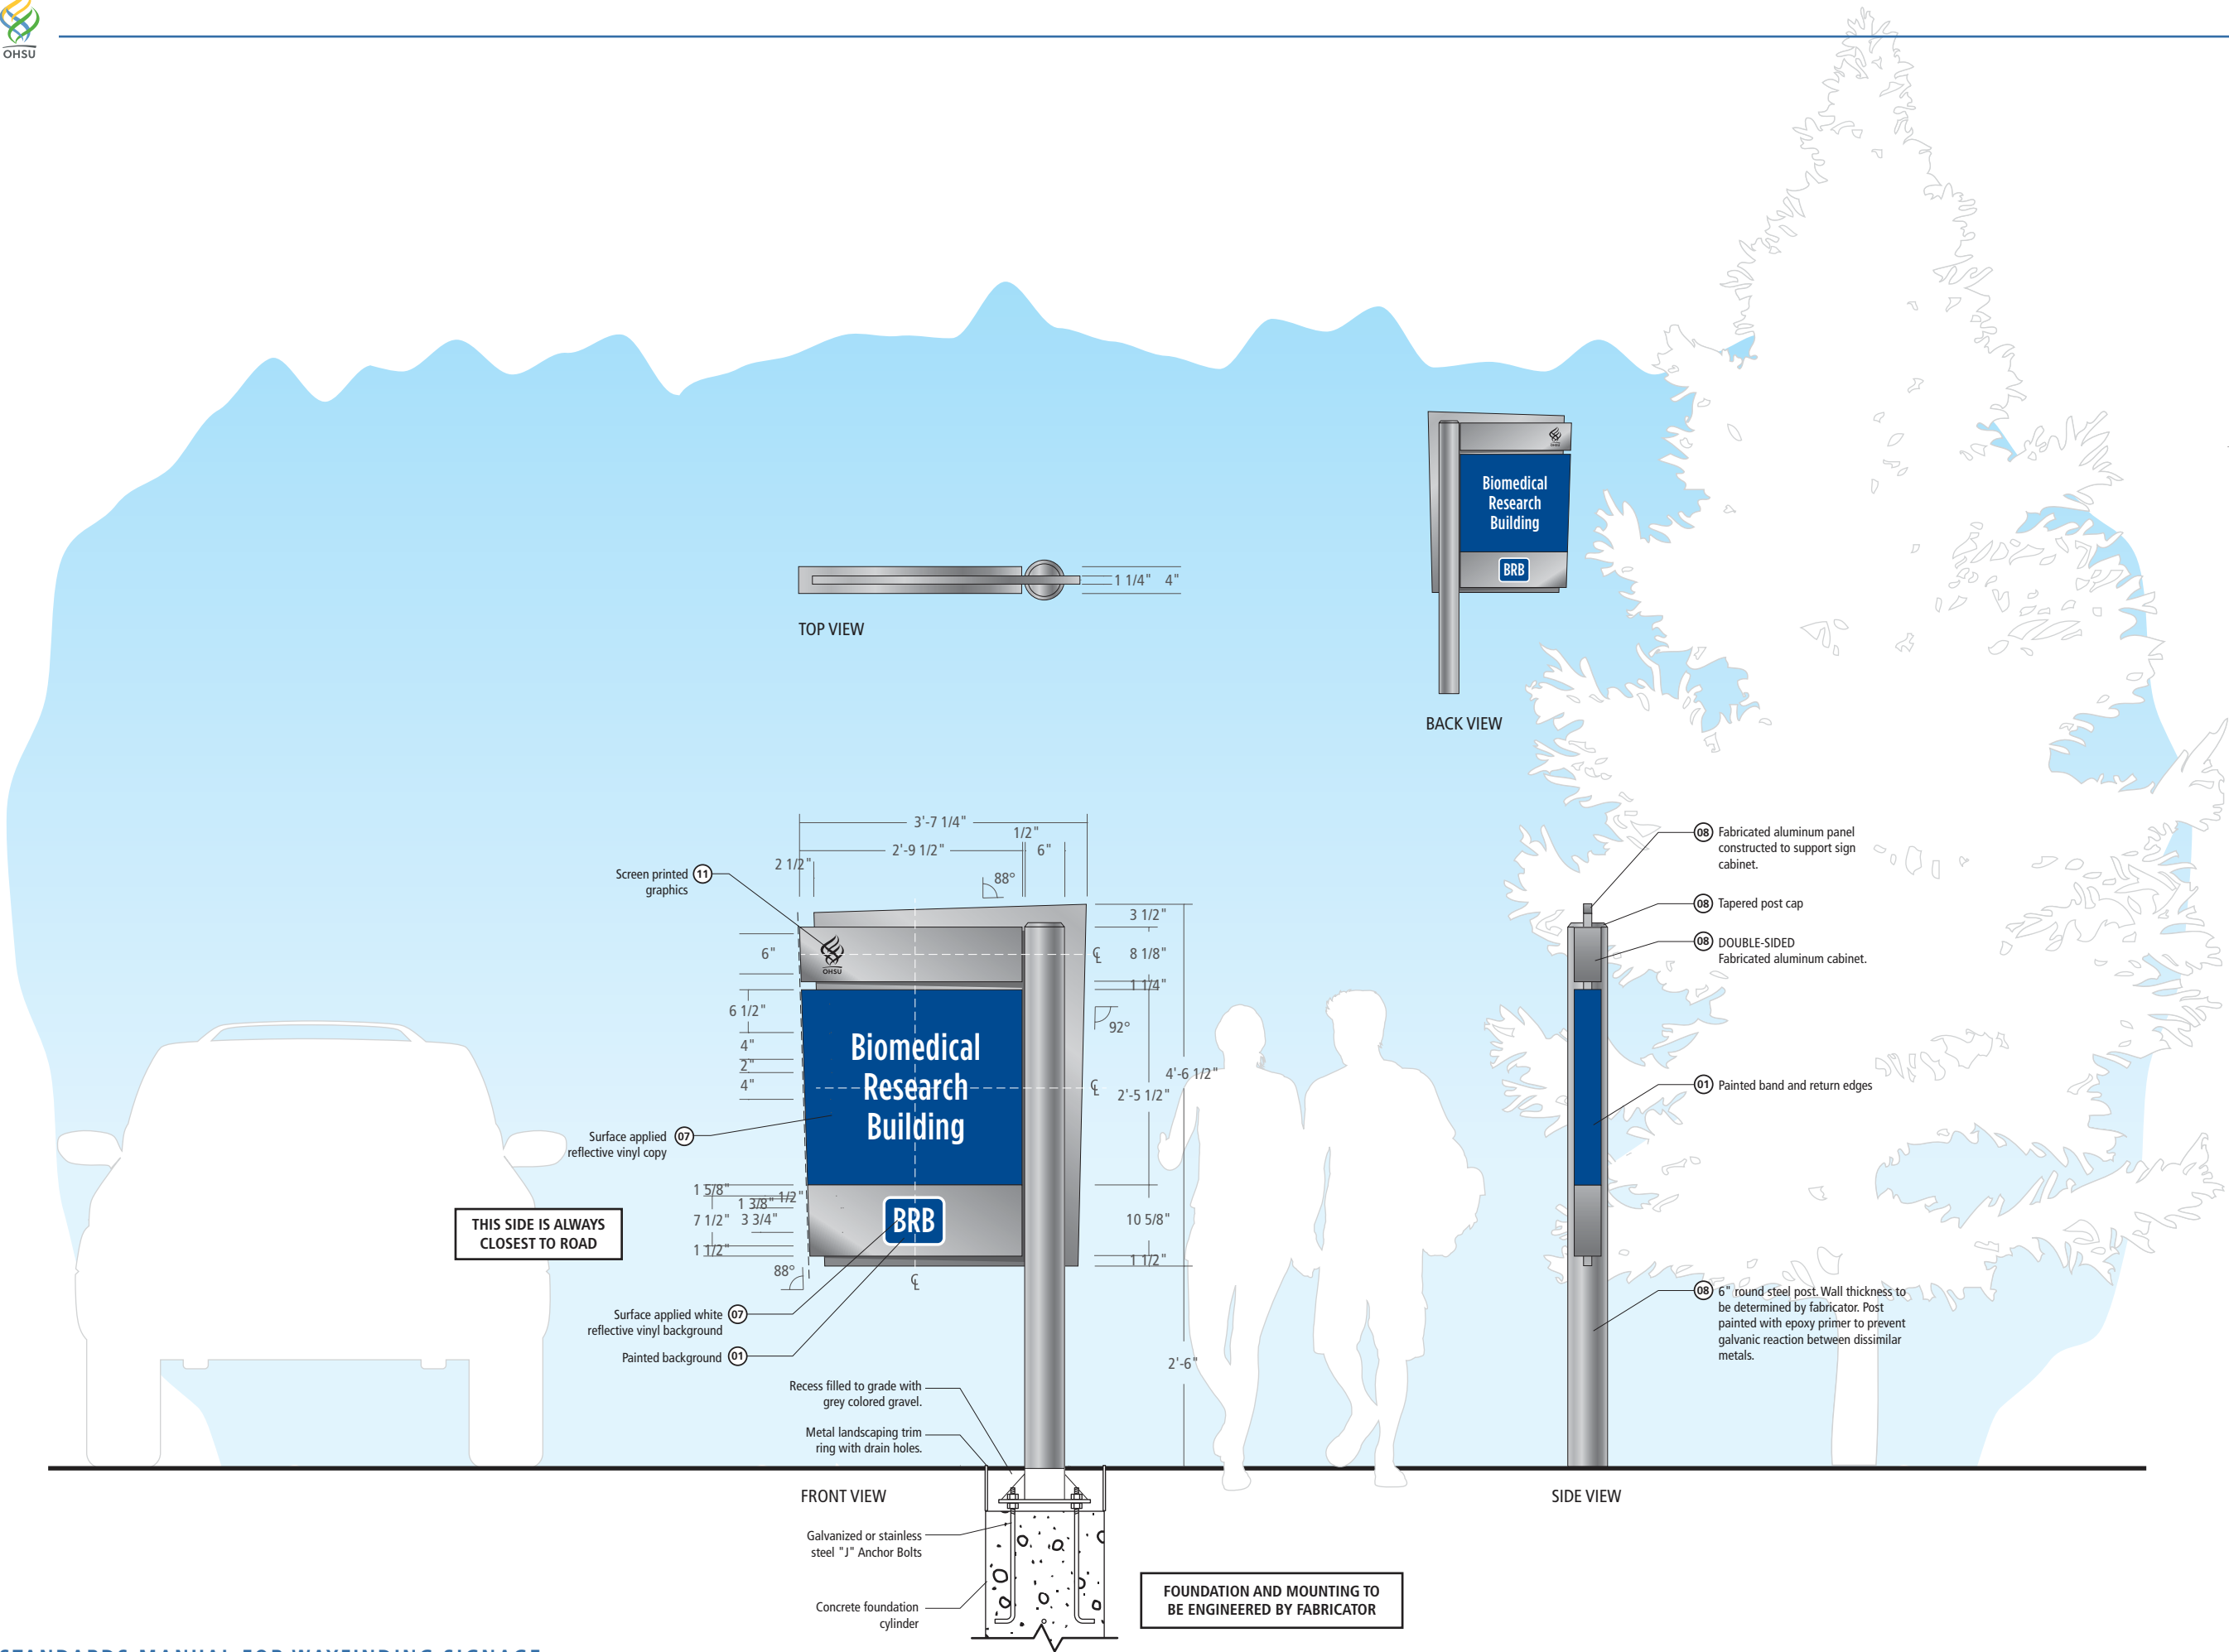 OHSU
Biomedical
Research
Building
BRB
OHSU
BACK VIEW
1 1/4" 4"
TOP VIEW
3'-7 1/4"
1/2"
2'-9 1/2" 6"
2 1/2"
88°
Screen printed 11
graphics
3 1/2"
6"
8 1/8"
1 1/4"
OHSU
6 1/2"
92°
4"
2"
4"
Biomedical
Research
Building
4'-6 1/2"
2'-5 1/2"
Surface applied 07
reflective vinyl copy
1 5/8"
1 3/8" 1/2"
7 1/2" 3 3/4"
1 1/2"
BRB
10 5/8"
1 1/2"
88°
THIS SIDE IS ALWAYS
CLOSEST TO ROAD
Surface applied white 07
reflective vinyl background
Painted background 01
2'-6"
Recess filled to grade with
grey colored gravel.
Metal landscaping trim
ring with drain holes.
FRONT VIEW
Galvanized or stainless
steel "J" Anchor Bolts
Concrete foundation
cylinder
FOUNDATION AND MOUNTING TO
BE ENGINEERED BY FABRICATOR
08 Fabricated aluminum panel
constructed to support sign
cabinet.
08 Tapered post cap
08 DOUBLE-SIDED
Fabricated aluminum cabinet.
01 Painted band and return edges
08 6" round steel post. Wall thickness to
be determined by fabricator. Post
painted with epoxy primer to prevent
galvanic reaction between dissimilar
metals.
SIDE VIEW
STANDARDS MANUAL FOR WAYFINDING SIGNAGE